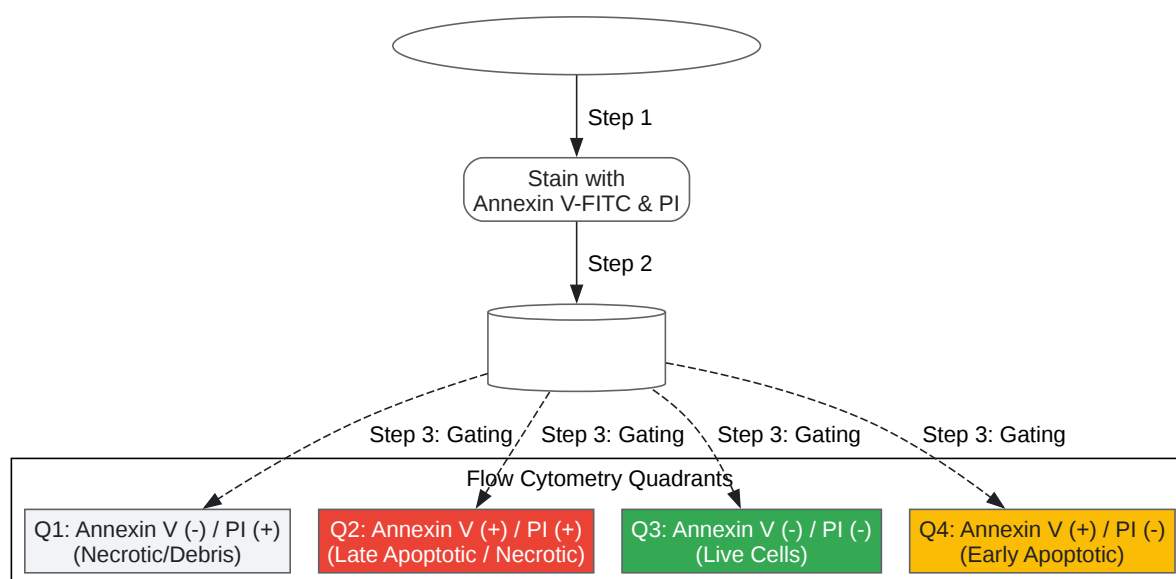 Step 1
Stain with
Annexin V-FITC & PI
Step 2
Step 3: Gating
Step 3: Gating
Step 3: Gating
Step 3: Gating
Flow Cytometry Quadrants
Q1: Annexin V (-) / PI (+)
(Necrotic/Debris)
Q2: Annexin V (+) / PI (+)
(Late Apoptotic / Necrotic)
Q3: Annexin V (-) / PI (-)
(Live Cells)
Q4: Annexin V (+) / PI (-)
(Early Apoptotic)